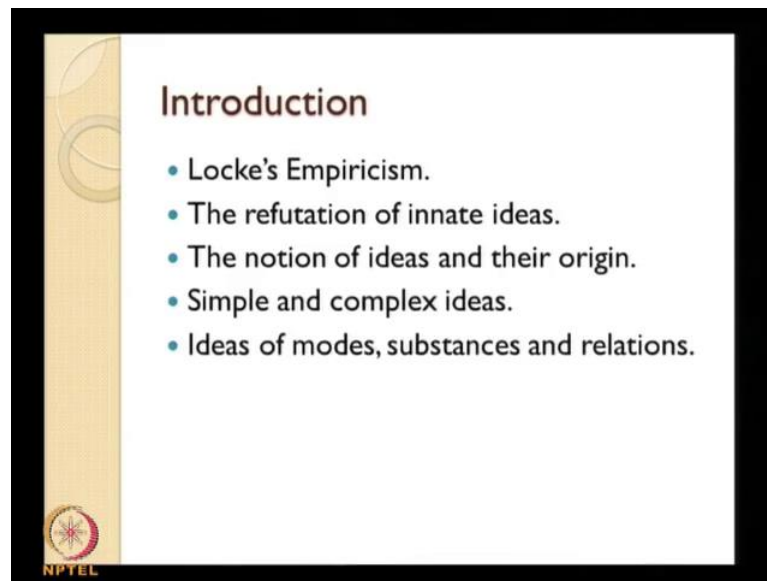 Introduction
• Locke's Empiricism.
• The refutation of innate ideas.
• The notion of ideas and their origin.
• Simple and complex ideas.
• Ideas of modes, substances and relations.
NPTEL